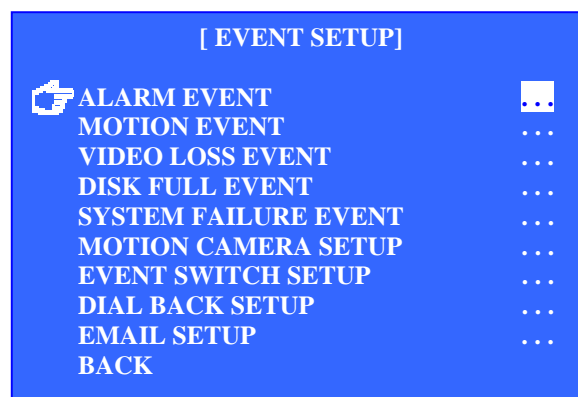 [ EVENT SETUP]
ALARM EVENT ...
MOTION EVENT ...
VIDEO LOSS EVENT ...
DISK FULL EVENT ...
SYSTEM FAILURE EVENT ...
MOTION CAMERA SETUP ...
EVENT SWITCH SETUP ...
DIAL BACK SETUP ...
EMAIL SETUP ...
BACK